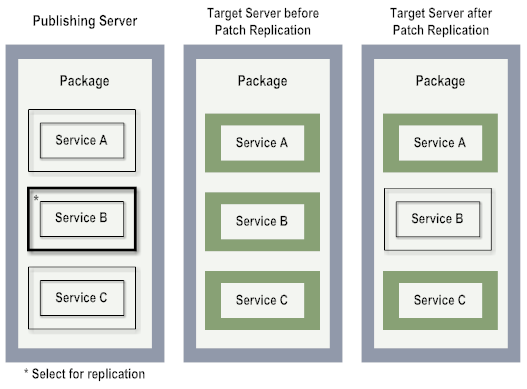 Publishing Server
Package
Service A
*
Service B
Service C
* Select for replication
Target Server before
Patch Replication
Package
Service A
Service B
Service C
Target Server after
Patch Replication
Package
Service A
Service B
Service C